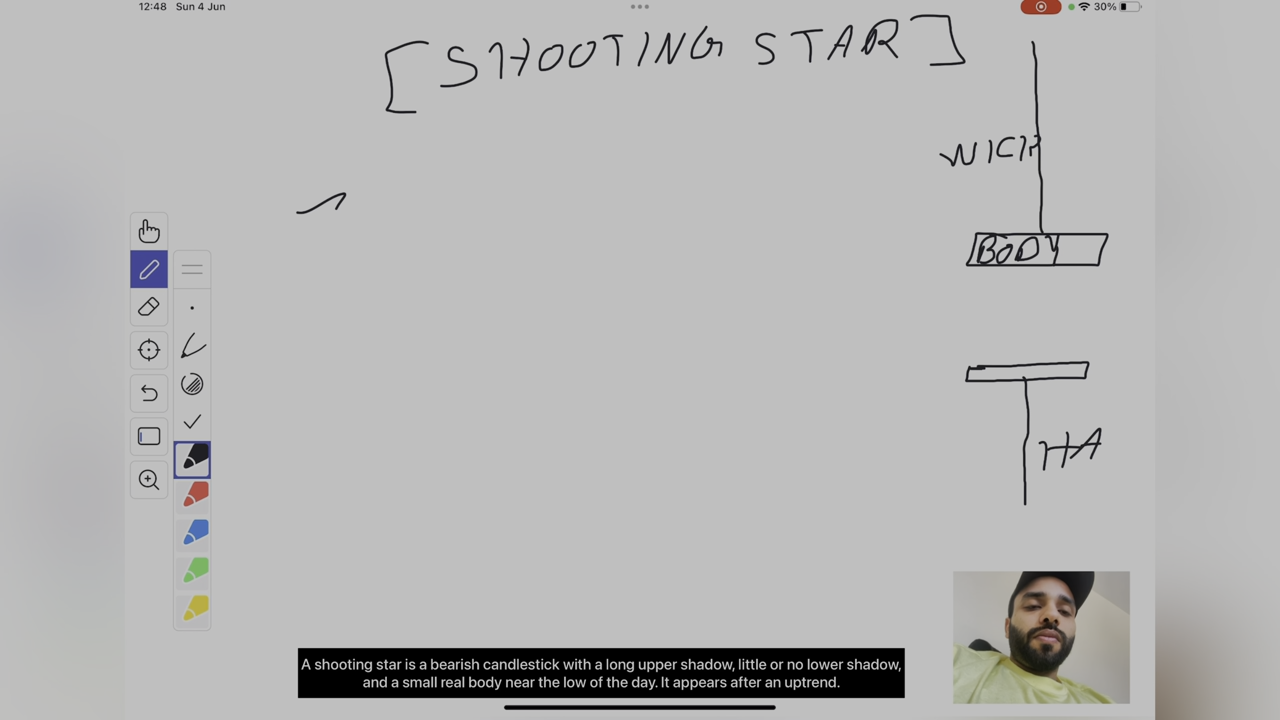 12:48 Sun 4 Jun
30%
[SHOOTING STAR]
WICK
BODY
HA
A shooting star is a bearish candlestick with a long upper shadow, little or no lower shadow,
and a small real body near the low of the day. It appears after an uptrend.